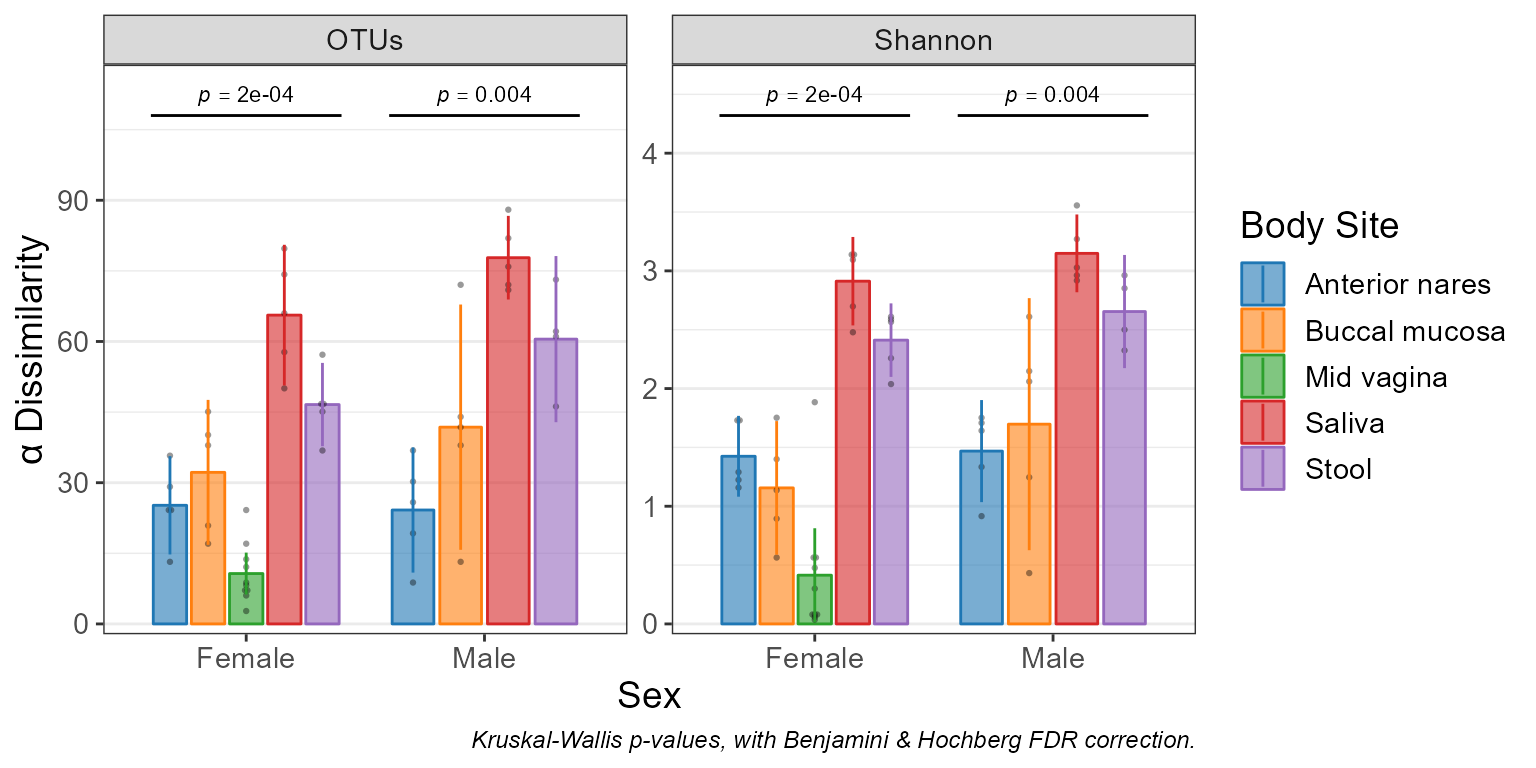 OTUs
Shannon
p = 2e-04
p = 0.004
p = 2e-04
p = 0.004
α Dissimilarity
90
60
30
0
4
3
2
1
0
Female
Male
Female
Male
Sex
Kruskal-Wallis p-values, with Benjamini & Hochberg FDR correction.
Body Site
Anterior nares
Buccal mucosa
Mid vagina
Saliva
Stool